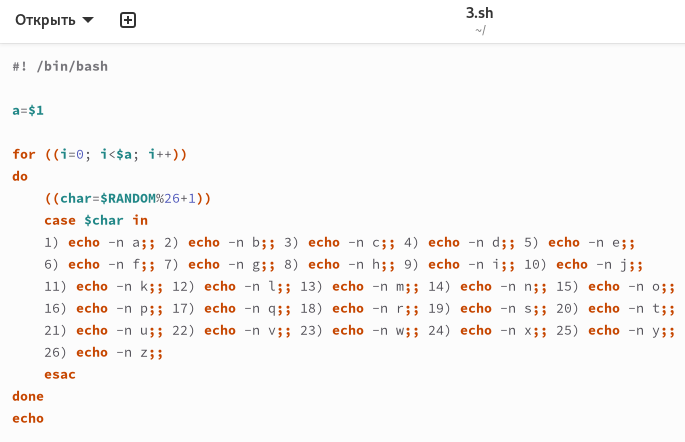 Открыть
3.sh
~/
#! /bin/bash
a=$1
for ((i=0; i<$a; i++))
do
((char=$RANDOM%26+1))
case $char in
1) echo -n a;; 2) echo -n b;; 3) echo -n c;; 4) echo -n d;; 5) echo -n e;;
6) echo -n f;; 7) echo -n g;; 8) echo -n h;; 9) echo -n i;; 10) echo -n j;;
11) echo -n k;; 12) echo -n l;; 13) echo -n m;; 14) echo -n n;; 15) echo -n o;;
16) echo -n p;; 17) echo -n q;; 18) echo -n r;; 19) echo -n s;; 20) echo -n t;;
21) echo -n u;; 22) echo -n v;; 23) echo -n w;; 24) echo -n x;; 25) echo -n y;;
26) echo -n z;;
esac
done
echo